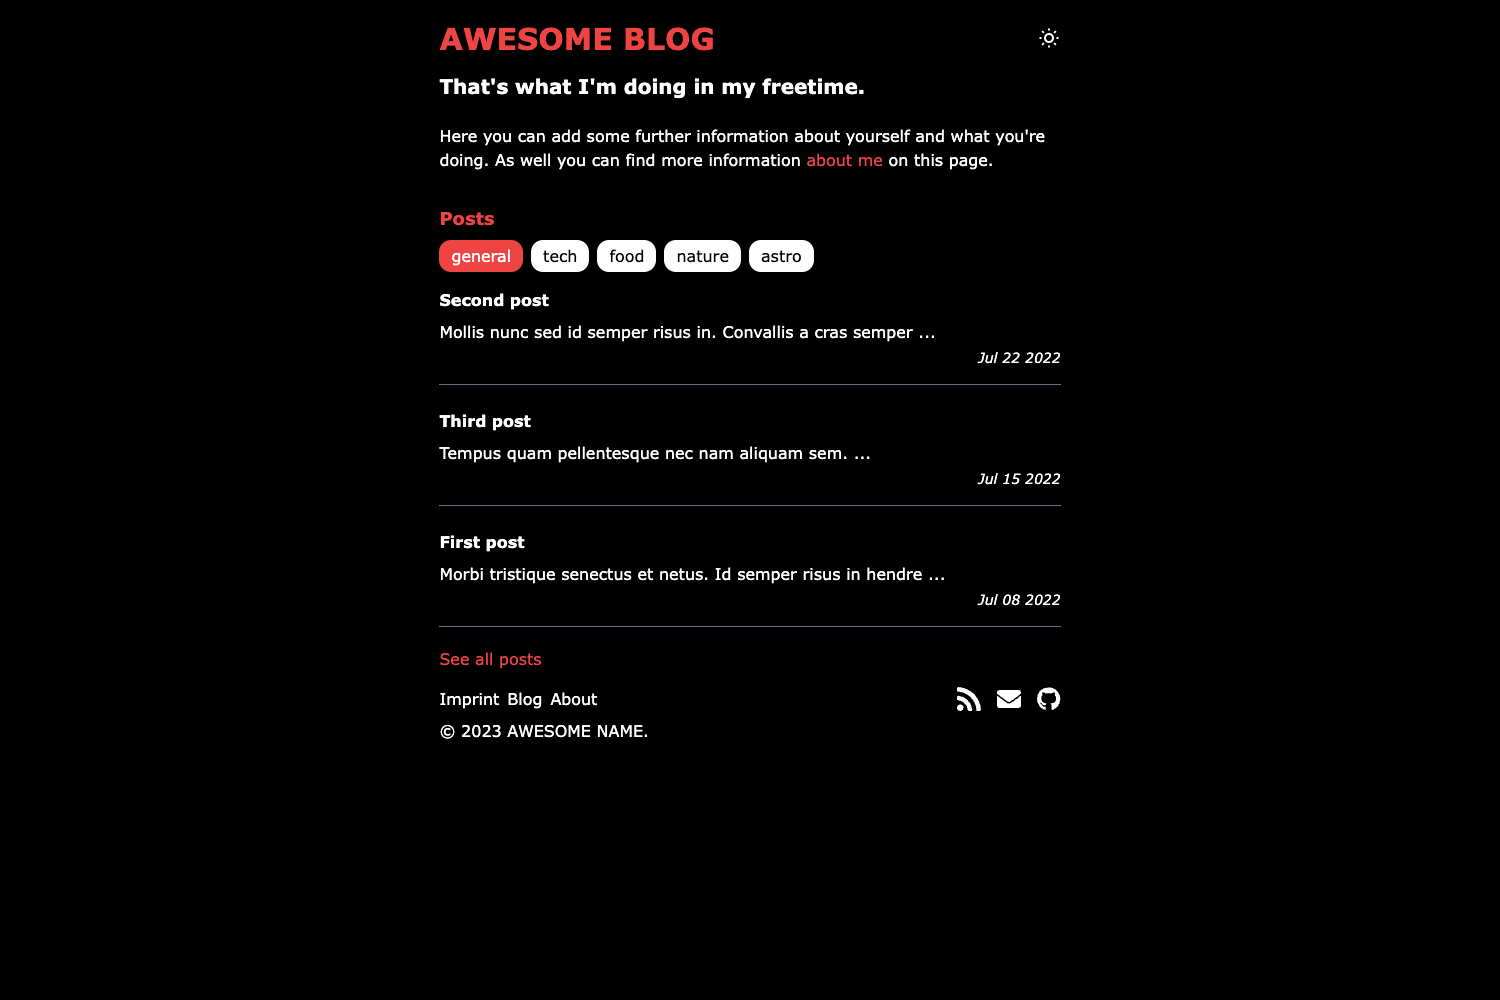 AWESOME BLOG
That's what I'm doing in my freetime.
Here you can add some further information about yourself and what you're
doing. As well you can find more information about me on this page.
Posts
general tech food nature astro
Second post
Mollis nunc sed id semper risus in. Convallis a cras semper ...
Jul 22 2022
Third post
Tempus quam pellentesque nec nam aliquam sem. ...
Jul 15 2022
First post
Morbi tristique senectus et netus. Id semper risus in hendre ...
Jul 08 2022
See all posts
Imprint Blog About
© 2023 AWESOME NAME.